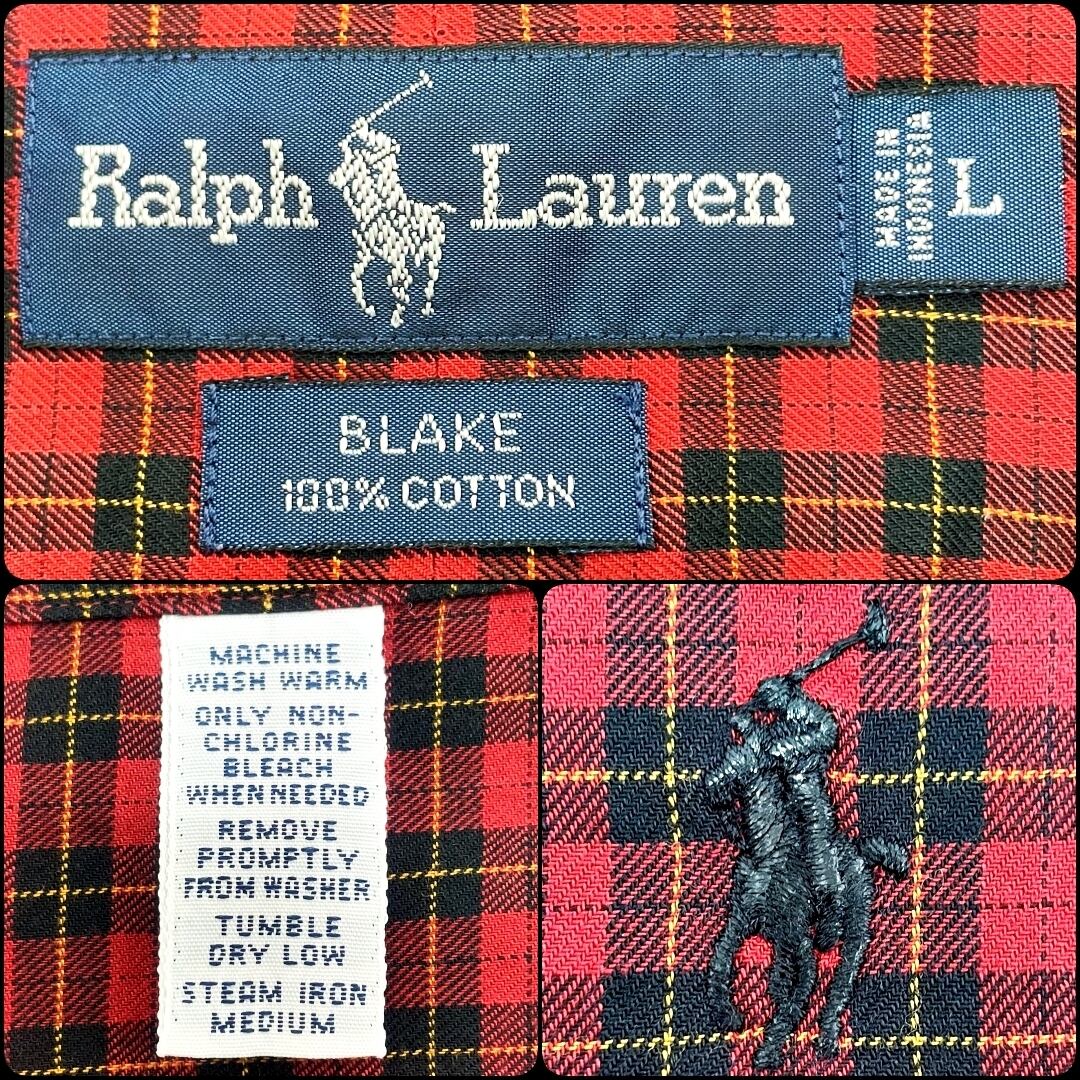 Ralph Lauren
MADE IN
INDONESIA
L
BLAKE
100% COTTON
MACHINE
WASH WARM
ONLY NON-
CHLORINE
BLEACH
WHEN NEEDED
REMOVE
PROMPTLY
FROM WASHER
TUMBLE
DRY LOW
STEAM IRON
MEDIUM